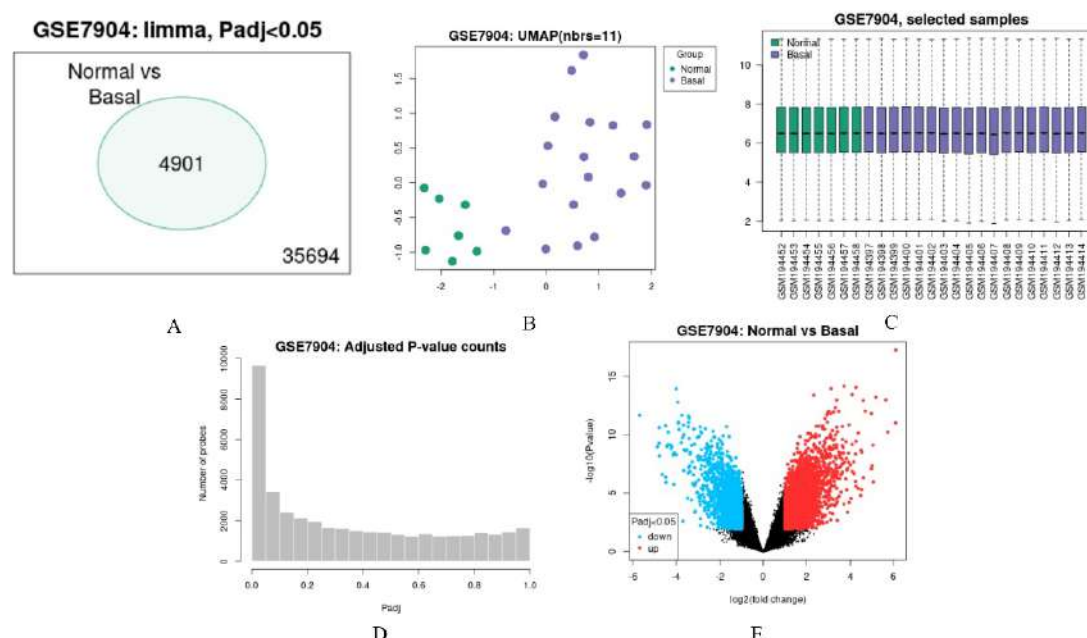 GSE7904: limma, Padj<0.05
Normal vs
Basal
4901
35694
A
GSE7904: UMAP(nbrs=11)
Group
Normal
Basal
1.5
1.0
0.5
0.0
-0.5
-1.0
-2
-1
0
1
2
B
GSE7904, selected samples
Normal
Basal
10
8
6
4
2
GSM194452
GSM194453
GSM194454
GSM194455
GSM194456
GSM194457
GSM194458
GSM194397
GSM194398
GSM194399
GSM194400
GSM194401
GSM194402
GSM194403
GSM194404
GSM194405
GSM194406
GSM194407
GSM194408
GSM194409
GSM194410
GSM194411
GSM194412
GSM194413
GSM194414
C
GSE7904: Adjusted P-value counts
Number of probes
10000
8000
6000
4000
2000
0
0.0
0.2
0.4
0.6
0.8
1.0
Padj
D
GSE7904: Normal vs Basal
-log10(Pvalue)
15
10
5
0
Padj<0.05
down
up
-6
-4
-2
0
2
4
6
log2(fold change)